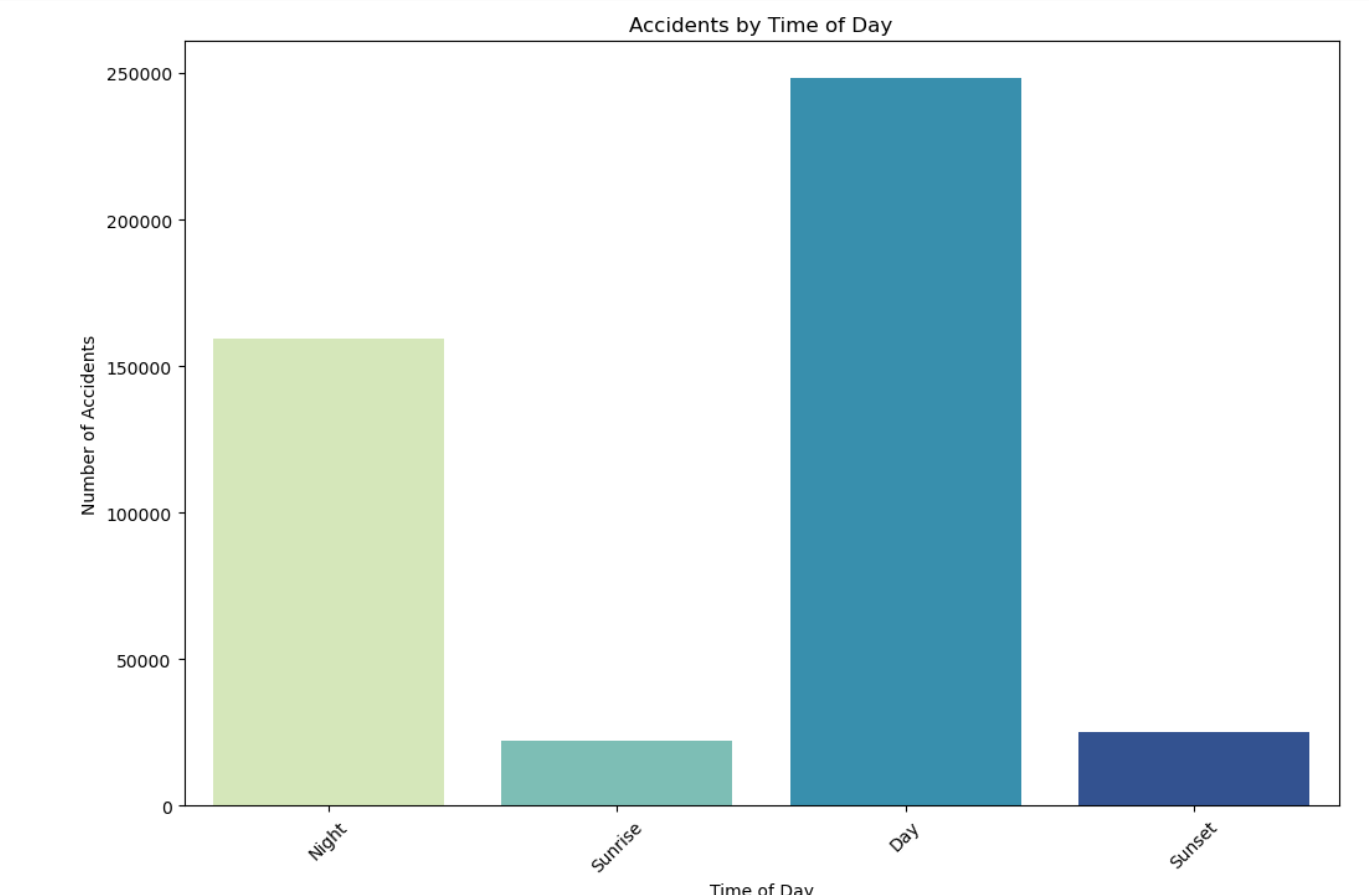 Accidents by Time of Day
250000
200000
150000
100000
50000
0
Number of Accidents
Night
Sunrise
Day
Sunset
Time of Day